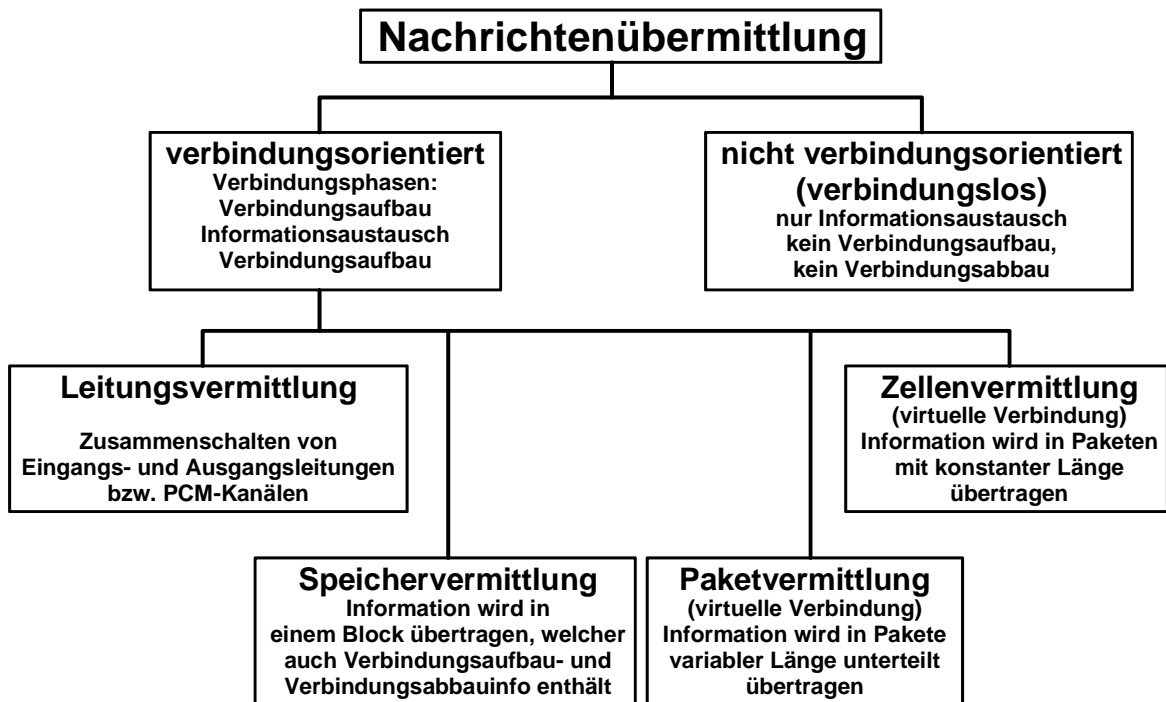 Nachrichtenübermittlung
verbindungsorientiert
Verbindungsphasen:
Verbindungsaufbau
Informationsaustausch
Verbindungsaufbau
nicht verbindungsorientiert
(verbindungslos)
nur Informationsaustausch
kein Verbindungsaufbau,
kein Verbindungsabbau
Leitungsvermittlung
Zusammenschalten von
Eingangs- und Ausgangsleitungen
bzw. PCM-Kanälen
Zellenvermittlung
(virtuelle Verbindung)
Information wird in Paketen
mit konstanter Länge
übertragen
Speichervermittlung
Information wird in
einem Block übertragen, welcher
auch Verbindungsaufbau- und
Verbindungsabbauinfo enthält
Paketvermittlung
(virtuelle Verbindung)
Information wird in Pakete
variabler Länge unterteilt
übertragen